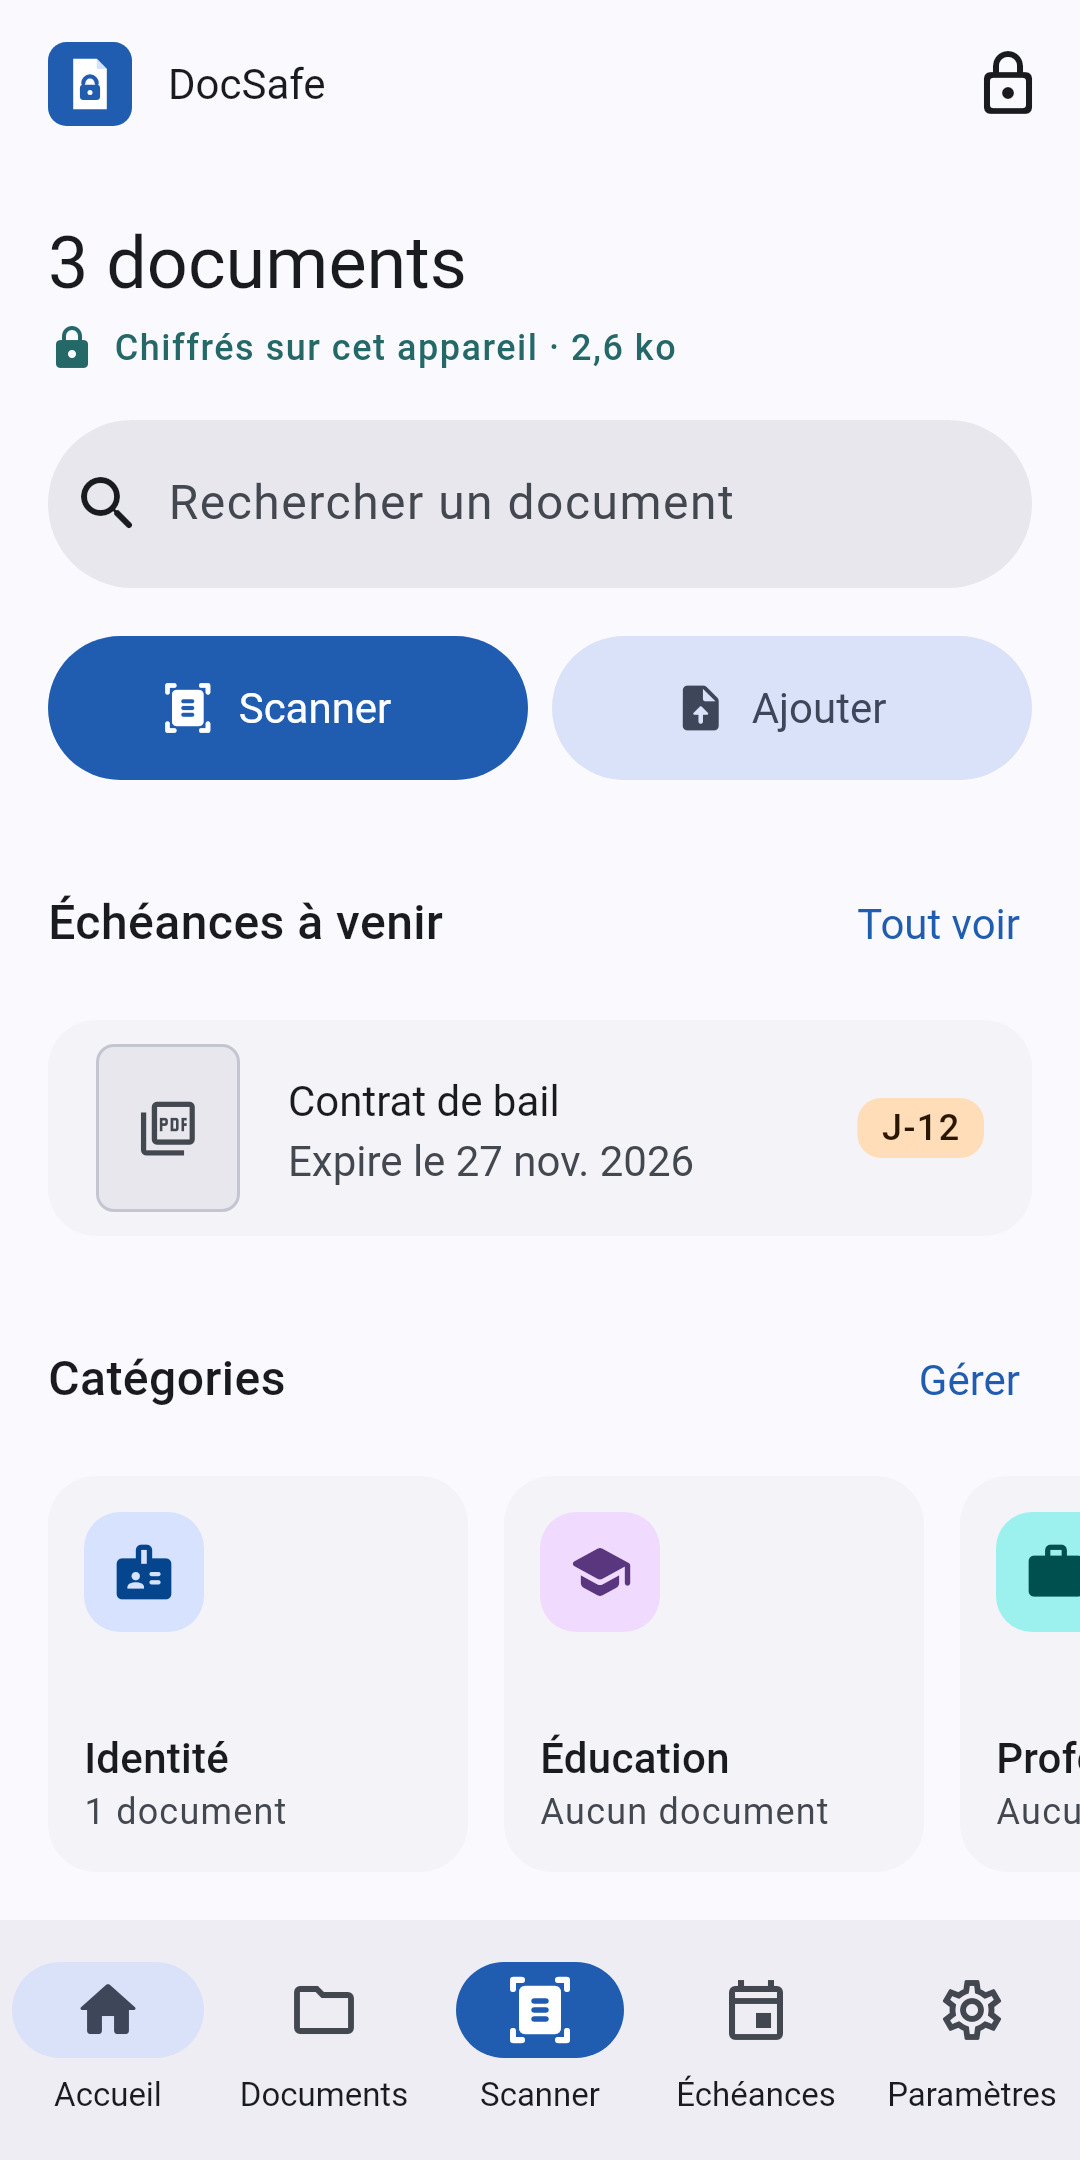 DocSafe
3 documents
Chiffrés sur cet appareil · 2,6 ko
Rechercher un document
Scanner
Ajouter
Échéances à venir
Tout voir
PDF
Contrat de bail
Expire le 27 nov. 2026
J-12
Catégories
Gérer
Identité
1 document
Éducation
Aucun document
Accueil
Documents
Scanner
Échéances
Paramètres